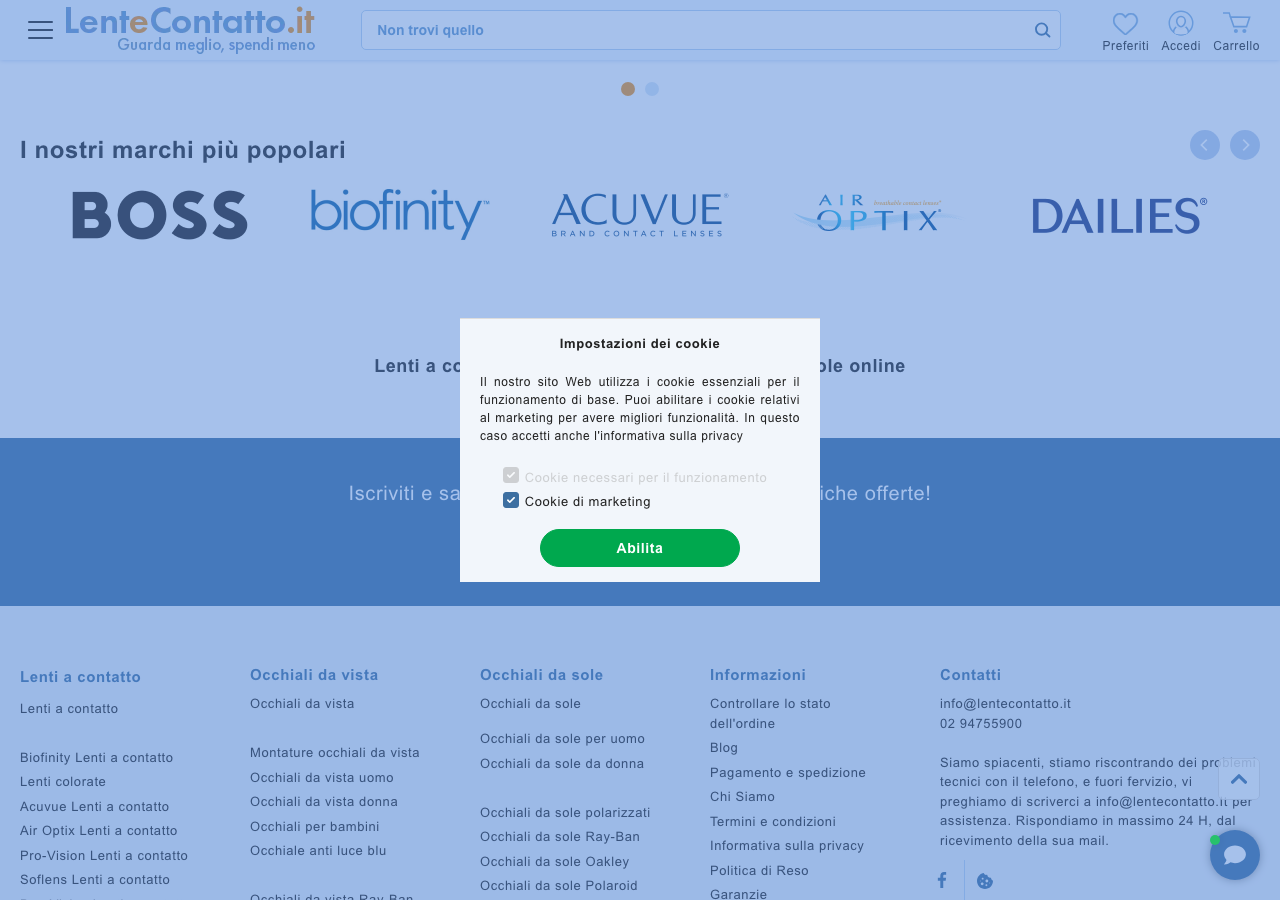 LenteContatto.it
Guarda meglio, spendi meno
Non trovi quello
Preferiti
Accedi
Carrello
I nostri marchi più popolari
BOSS
biofinity™
ACUVUE®
BRAND CONTACT LENSES
AIR OPTIX®
breathable contact lenses
DAILIES®
Lenti a co
ole online
Impostazioni dei cookie
Il nostro sito Web utilizza i cookie essenziali per il
funzionamento di base. Puoi abilitare i cookie relativi
al marketing per avere migliori funzionalità. In questo
caso accetti anche l'informativa sulla privacy
Cookie necessari per il funzionamento
Cookie di marketing
Abilita
Iscriviti e sa
iche offerte!
Lenti a contatto
Lenti a contatto
Biofinity Lenti a contatto
Lenti colorate
Acuvue Lenti a contatto
Air Optix Lenti a contatto
Pro-Vision Lenti a contatto
Soflens Lenti a contatto
Occhiali da vista
Occhiali da vista
Montature occhiali da vista
Occhiali da vista uomo
Occhiali da vista donna
Occhiali per bambini
Occhiale anti luce blu
Occhiali da vista Ray-Ban
Occhiali da sole
Occhiali da sole
Occhiali da sole per uomo
Occhiali da sole da donna
Occhiali da sole polarizzati
Occhiali da sole Ray-Ban
Occhiali da sole Oakley
Occhiali da sole Polaroid
Informazioni
Controllare lo stato
dell'ordine
Blog
Pagamento e spedizione
Chi Siamo
Termini e condizioni
Informativa sulla privacy
Politica di Reso
Garanzie
Contatti
info@lentecontatto.it
02 94755900
Siamo spiacenti, stiamo riscontrando dei problemi
tecnici con il telefono, e fuori fervizio, vi
preghiamo di scriverci a info@lentecontatto.it per
assistenza. Rispondiamo in massimo 24 H, dal
ricevimento della sua mail.